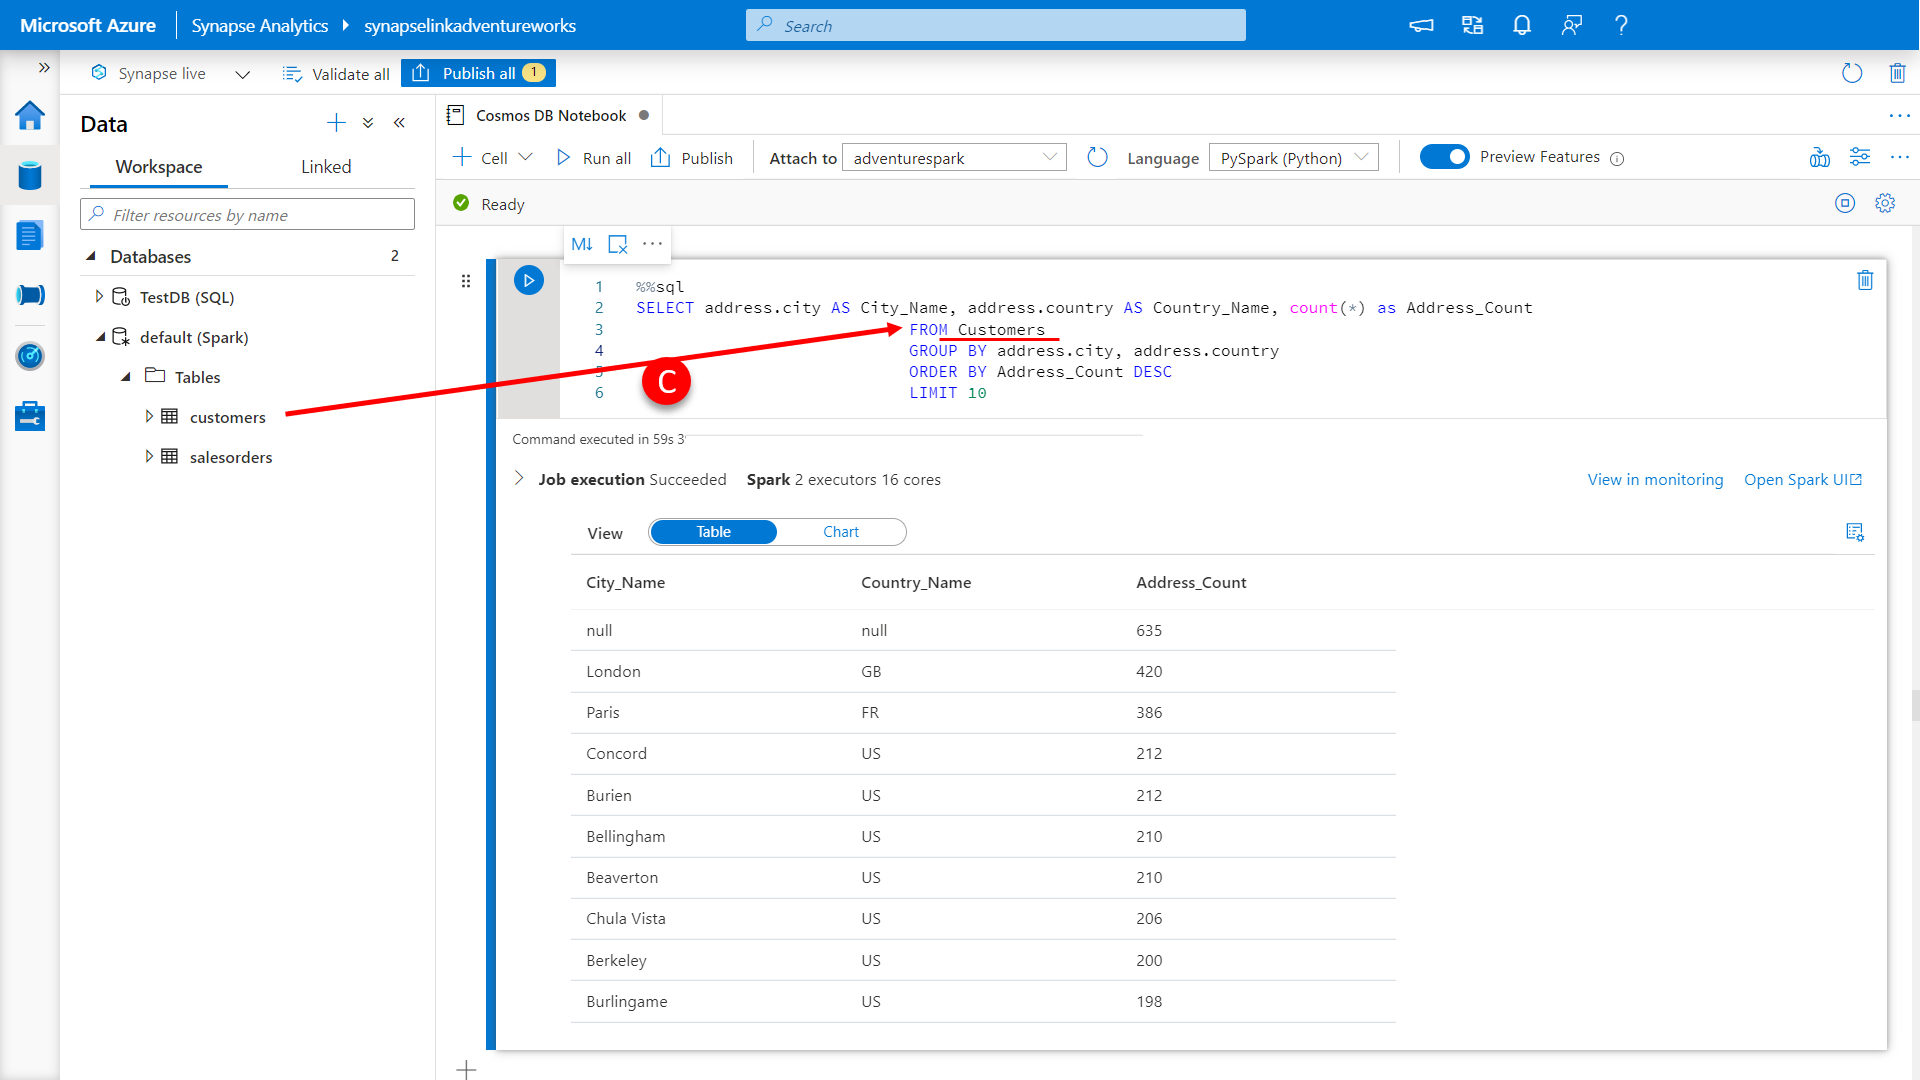 Microsoft Azure
Synapse Analytics
synapselinkadventureworks
Search
Synapse live
Validate all
Publish all 1
Data
Workspace
Linked
Filter resources by name
Databases 2
TestDB (SQL)
default (Spark)
Tables
customers
salesorders
Cosmos DB Notebook
Cell
Run all
Publish
Attach to adventurespark
Language PySpark (Python)
Preview Features
Ready
M↓
1 %%sql
2 SELECT address.city AS City_Name, address.country AS Country_Name, count(*) as Address_Count
3 FROM Customers
4 GROUP BY address.city, address.country
5 ORDER BY Address_Count DESC
6 LIMIT 10
C
Command executed in 59s
Job execution Succeeded Spark 2 executors 16 cores
View in monitoring
Open Spark UI
View Table Chart
City_Name Country_Name Address_Count
null null 635
London GB 420
Paris FR 386
Concord US 212
Burien US 212
Bellingham US 210
Beaverton US 210
Chula Vista US 206
Berkeley US 200
Burlingame US 198